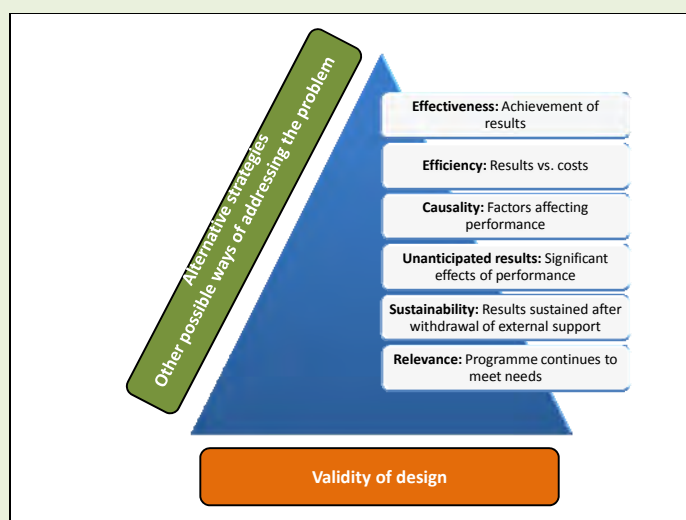 Alternative strategies
Other possible ways of addressing the problem
Effectiveness: Achievement of
results
Efficiency: Results vs. costs
Causality: Factors affecting
performance
Unanticipated results: Significant
effects of performance
Sustainability: Results sustained after
withdrawal of external support
Relevance: Programme continues to
meet needs
Validity of design